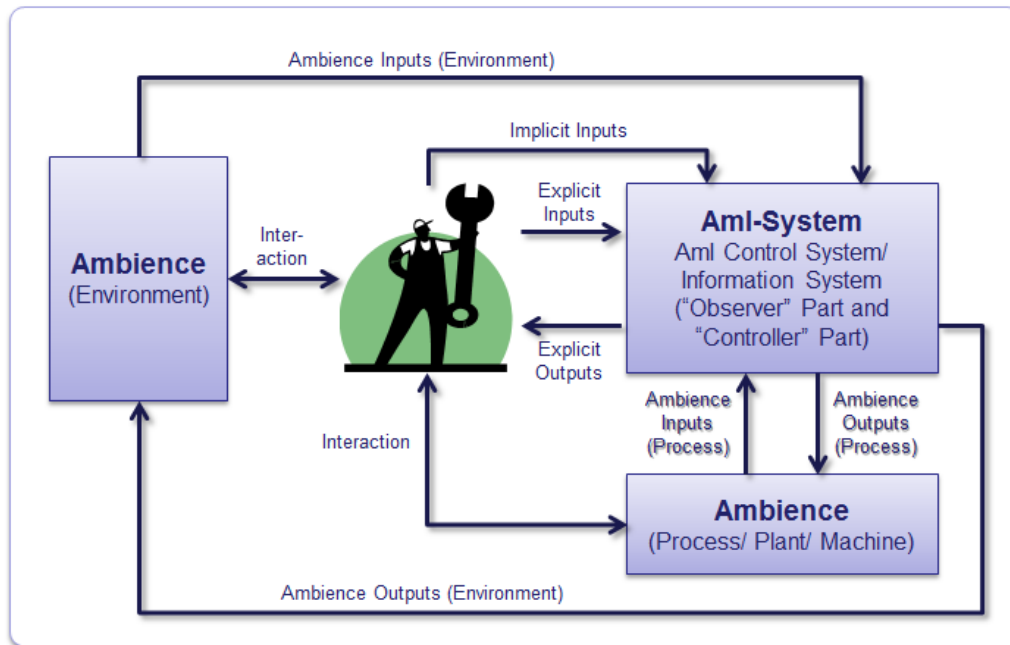 Ambience Inputs (Environment)
Implicit Inputs
Explicit
Inputs
Inter-
action
Ambience
(Environment)
AmI-System
AmI Control System/
Information System
(“Observer” Part and
“Controller” Part)
Explicit
Outputs
Interaction
Ambience
Inputs
(Process)
Ambience
Outputs
(Process)
Ambience
(Process/ Plant/ Machine)
Ambience Outputs (Environment)